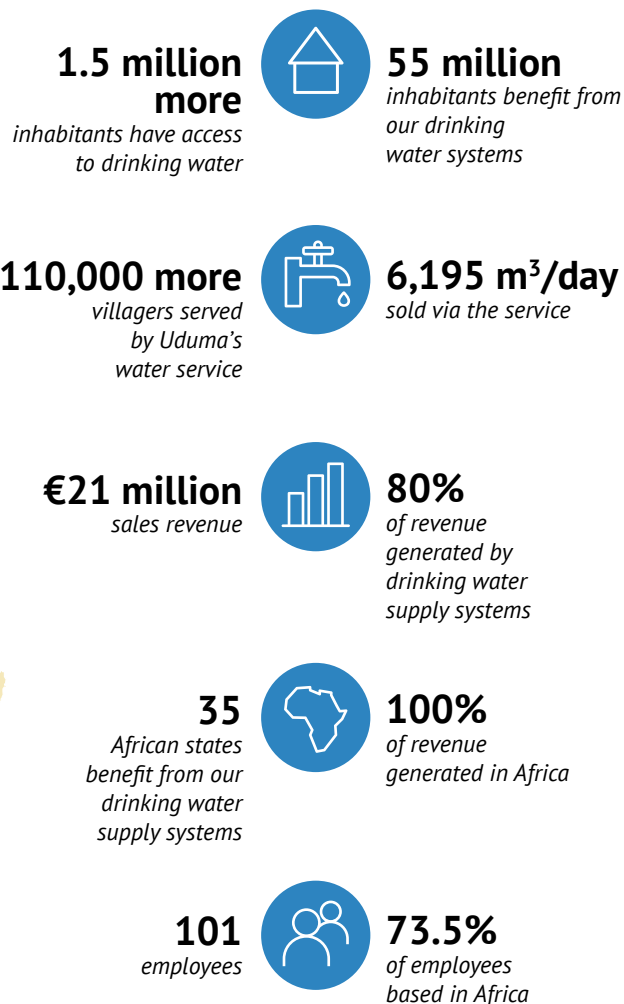 1.5 million
more
inhabitants have access
to drinking water
55 million
inhabitants benefit from
our drinking
water systems
110,000 more
villagers served
by Uduma’s
water service
6,195 m³/day
sold via the service
€21 million
sales revenue
80%
of revenue
generated by
drinking water
supply systems
35
African states
benefit from our
drinking water
supply systems
100%
of revenue
generated in Africa
101
employees
73.5%
of employees
based in Africa